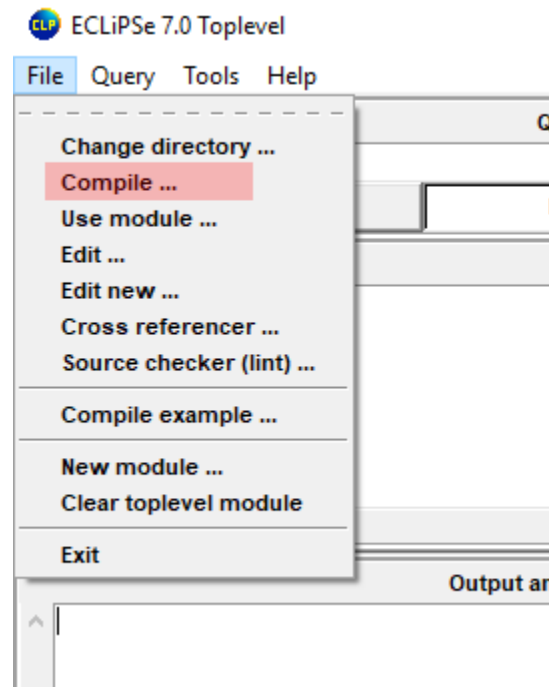 CLP ECLiPSe 7.0 Toplevel
File Query Tools Help
Change directory ...
Compile ...
Use module ...
Edit ...
Edit new ...
Cross referencer ...
Source checker (lint) ...
Compile example ...
New module ...
Clear toplevel module
Exit
Output